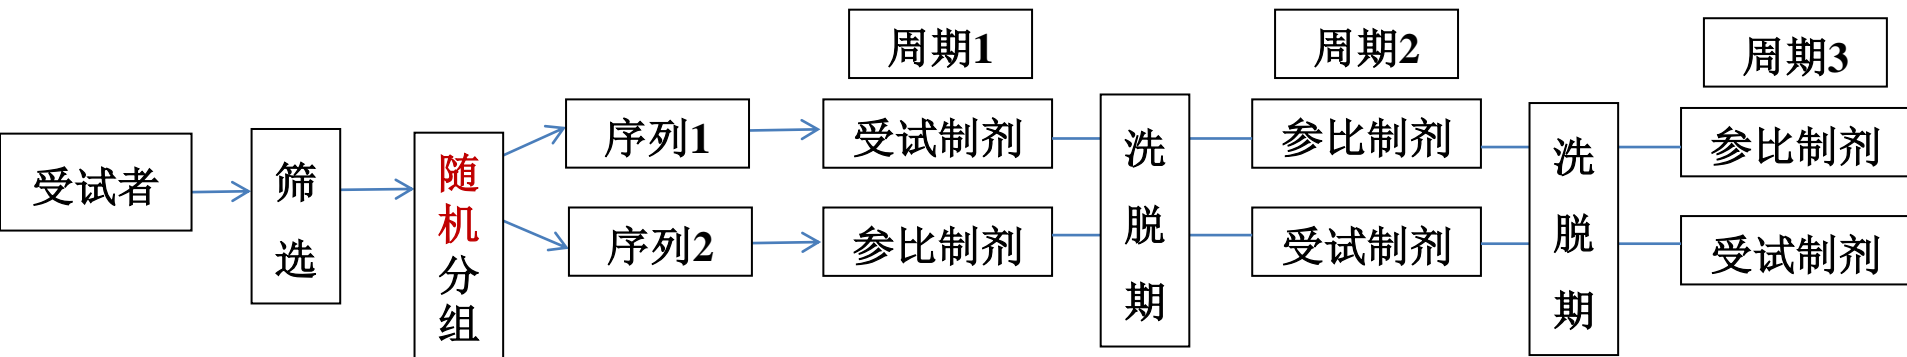 周期1
周期2
周期3
受试者
筛
选
随
机
分
组
序列1
受试制剂
洗
脱
期
参比制剂
洗
脱
期
参比制剂
序列2
参比制剂
受试制剂
受试制剂